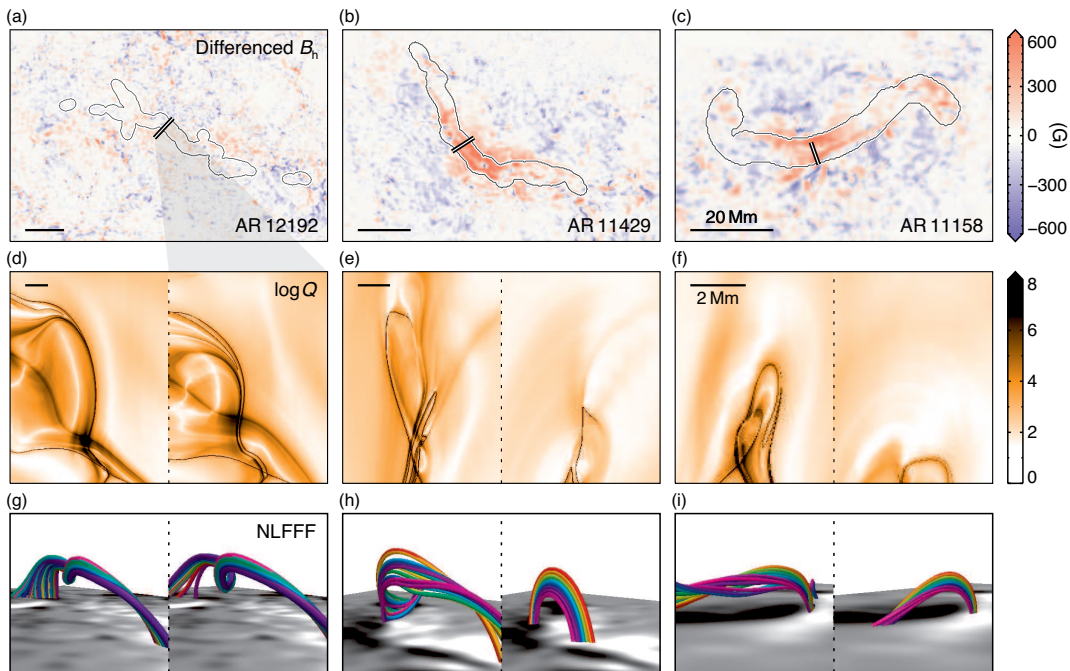 (a)
(b)
(c)
Differenced Bh
AR 12192
AR 11429
20 Mm
AR 11158
600
300
0
−300
−600
(G)
(d)
(e)
(f)
log Q
2 Mm
8
6
4
2
0
(g)
(h)
(i)
NLFFF